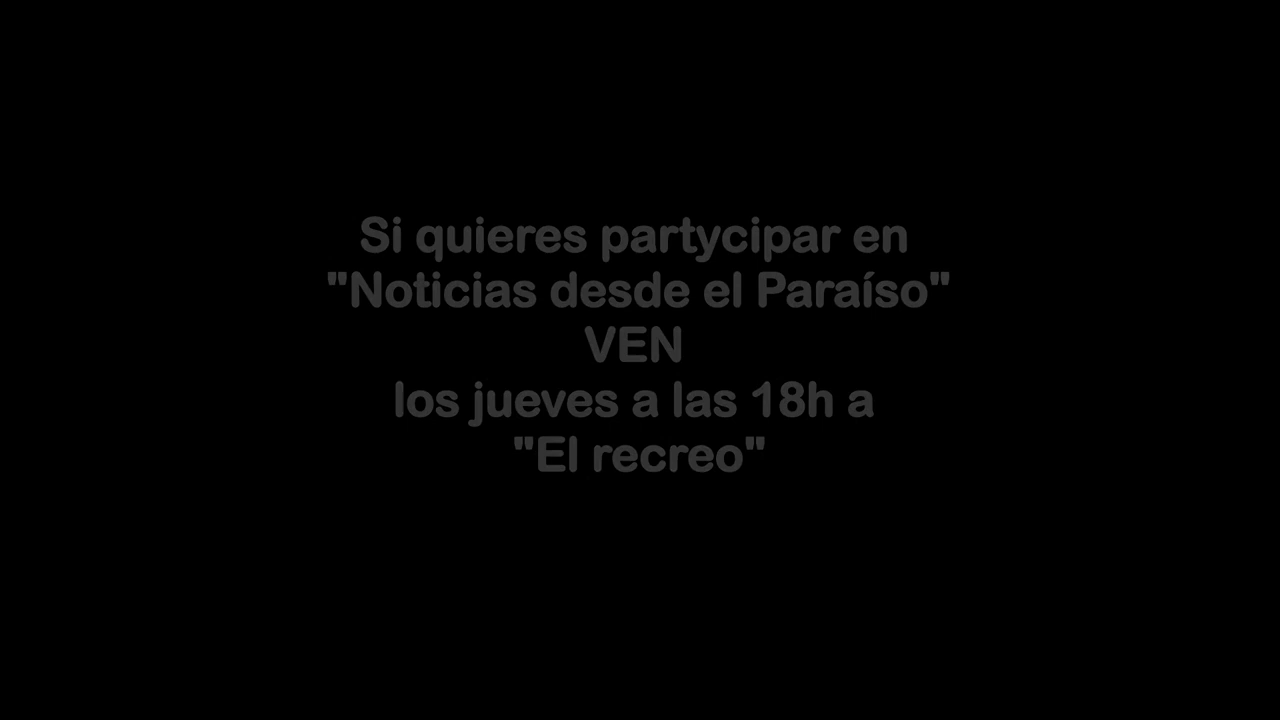 Si quieres partycipar en
"Noticias desde el Paraíso"
VEN
los jueves a las 18h a
"El recreo"